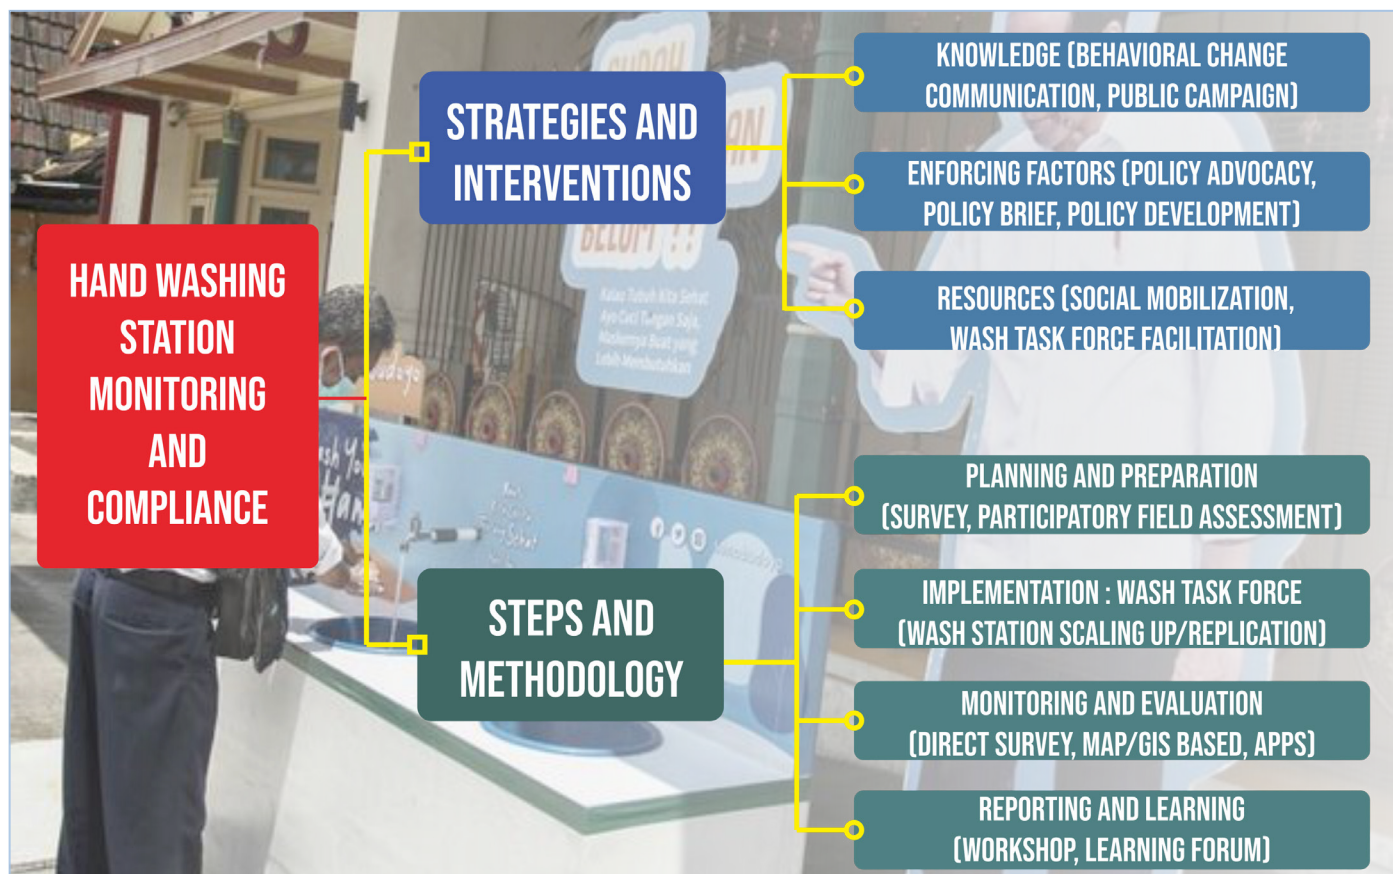 HAND WASHING
STATION
MONITORING
AND
COMPLIANCE
STRATEGIES AND
INTERVENTIONS
KNOWLEDGE (BEHAVIORAL CHANGE
COMMUNICATION, PUBLIC CAMPAIGN)
ENFORCING FACTORS (POLICY ADVOCACY,
POLICY BRIEF, POLICY DEVELOPMENT)
RESOURCES (SOCIAL MOBILIZATION,
WASH TASK FORCE FACILITATION)
STEPS AND
METHODOLOGY
PLANNING AND PREPARATION
(SURVEY, PARTICIPATORY FIELD ASSESSMENT)
IMPLEMENTATION : WASH TASK FORCE
(WASH STATION SCALING UP/REPLICATION)
MONITORING AND EVALUATION
(DIRECT SURVEY, MAP/GIS BASED, APPS)
REPORTING AND LEARNING
(WORKSHOP, LEARNING FORUM)
BELUM !!
Kalau Tubuh Kita Sehat
Ayo Cuci Tangan Saja,
Maskernya Buat yang
Lebih Membutuhkan